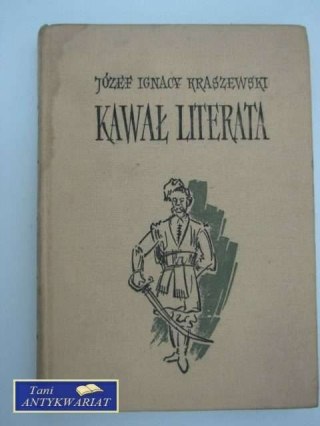 JÓZEF IGNACY KRASZEWSKI
KAWAŁ LITERATA
Tani
ANTYKWARIAT